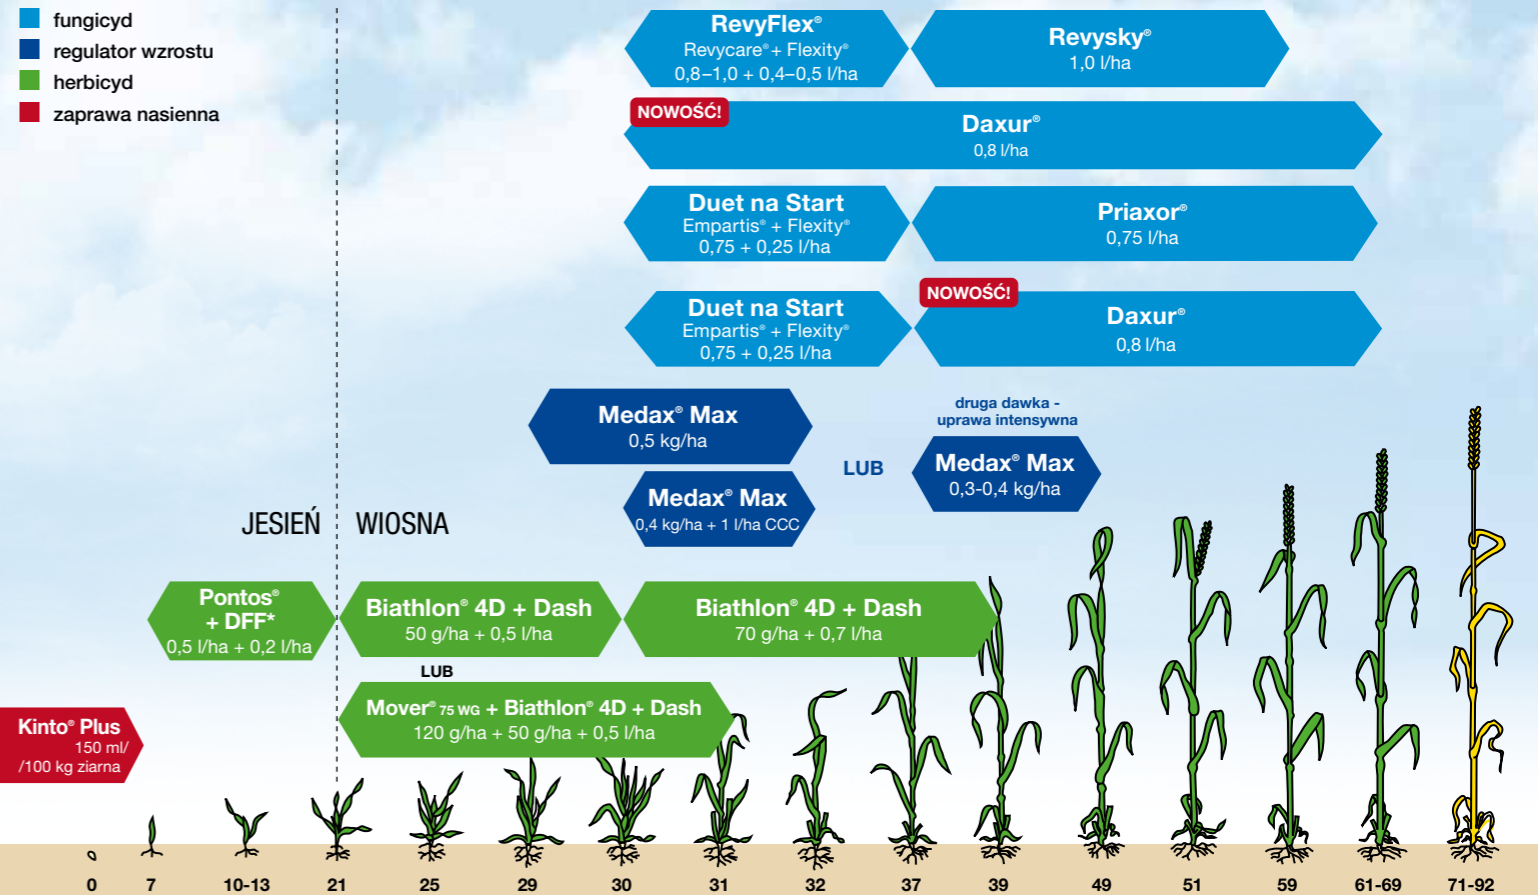 fungicyd
regulator wzrostu
herbicyd
zaprawa nasienna
RevyFlex®
Revycare® + Flexity®
0,8–1,0 + 0,4–0,5 l/ha
Revysky®
1,0 l/ha
NOWOŚĆ!
Daxur®
0,8 l/ha
Duet na Start
Empartis® + Flexity®
0,75 + 0,25 l/ha
Priaxor®
0,75 l/ha
Duet na Start
Empartis® + Flexity®
0,75 + 0,25 l/ha
NOWOŚĆ!
Daxur®
0,8 l/ha
Medax® Max
0,5 kg/ha
Medax® Max
0,4 kg/ha + 1 l/ha CCC
LUB
druga dawka -
uprawa intensywna
Medax® Max
0,3-0,4 kg/ha
JESIEŃ WIOSNA
Pontos®
+ DFF*
0,5 l/ha + 0,2 l/ha
Biathlon® 4D + Dash
50 g/ha + 0,5 l/ha
Biathlon® 4D + Dash
70 g/ha + 0,7 l/ha
LUB
Mover® 75 WG + Biathlon® 4D + Dash
120 g/ha + 50 g/ha + 0,5 l/ha
Kinto® Plus
150 ml/
/100 kg ziarna
0 7 10-13 21 25 29 30 31 32 37 39 49 51 59 61-69 71-92